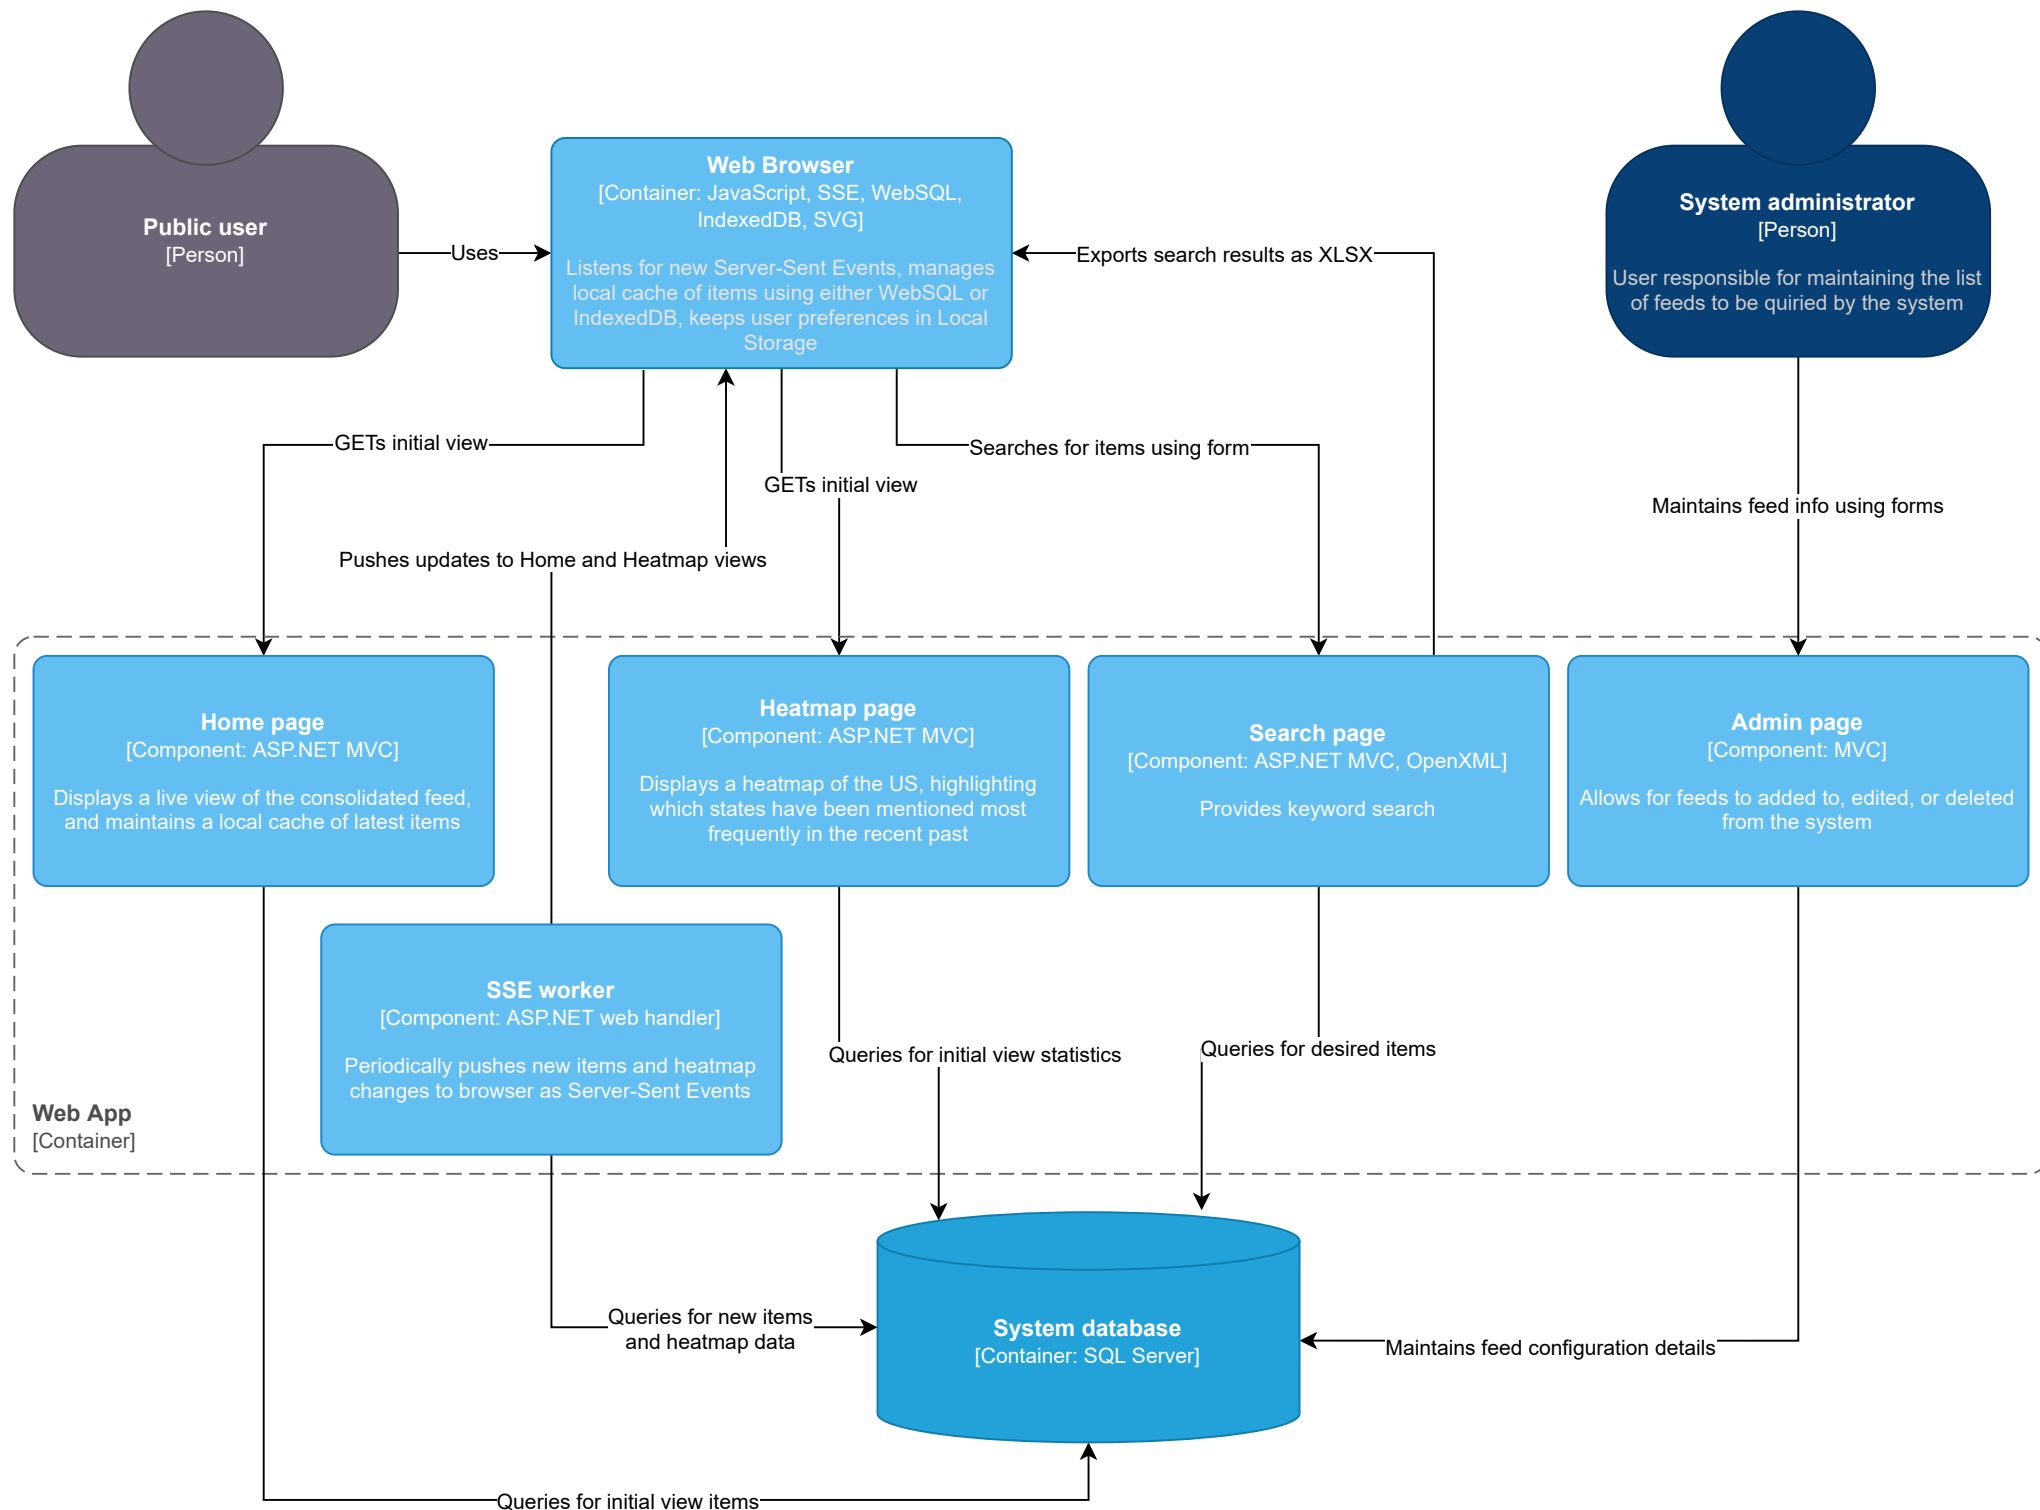 Public user
[Person]
Uses
Web Browser
[Container: JavaScript, SSE, WebSQL,
IndexedDB, SVG]
Listens for new Server-Sent Events, manages
local cache of items using either WebSQL or
IndexedDB, keeps user preferences in Local
Storage
Exports search results as XLSX
System administrator
[Person]
User responsible for maintaining the list
of feeds to be quiried by the system
GETs initial view
GETs initial view
Searches for items using form
Maintains feed info using forms
Pushes updates to Home and Heatmap views
Home page
[Component: ASP.NET MVC]
Displays a live view of the consolidated feed,
and maintains a local cache of latest items
Heatmap page
[Component: ASP.NET MVC]
Displays a heatmap of the US, highlighting
which states have been mentioned most
frequently in the recent past
Search page
[Component: ASP.NET MVC, OpenXML]
Provides keyword search
Admin page
[Component: MVC]
Allows for feeds to added to, edited, or deleted
from the system
SSE worker
[Component: ASP.NET web handler]
Periodically pushes new items and heatmap
changes to browser as Server-Sent Events
Queries for initial view statistics
Queries for desired items
Web App
[Container]
Queries for new items
and heatmap data
System database
[Container: SQL Server]
Maintains feed configuration details
Queries for initial view items